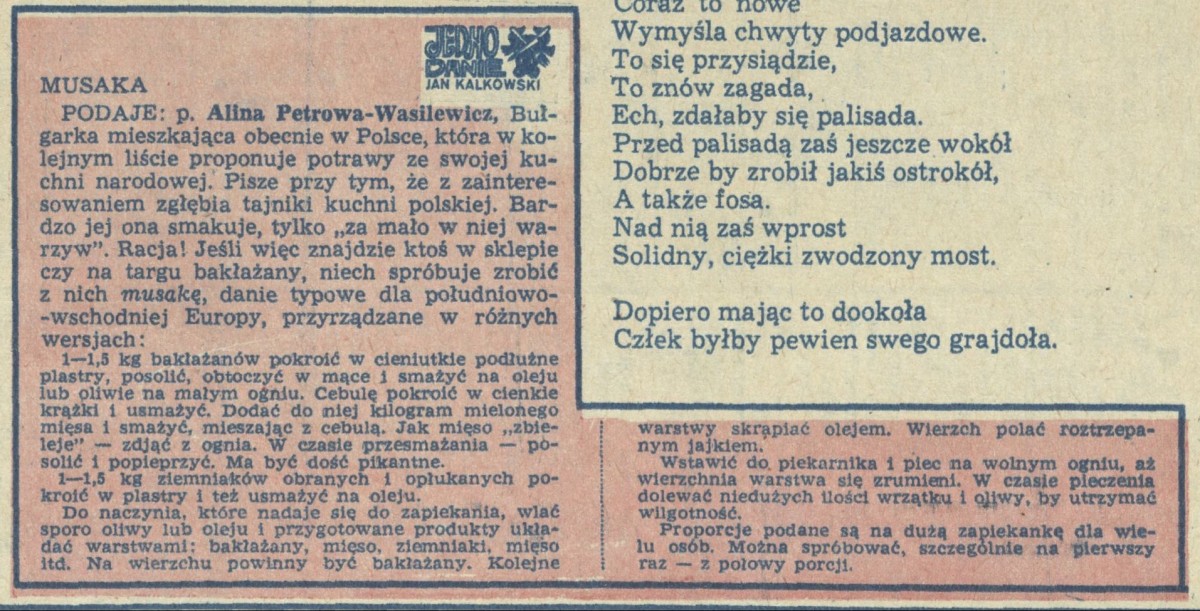 JEDNO
DANIE
JAN KALKOWSKI
MUSAKA
PODAJE: p. Alina Petrowa-Wasilewicz, Buł-
garka mieszkająca obecnie w Polsce, która w ko-
lejnym liście proponuje potrawy ze swojej ku-
chni narodowej. Pisze przy tym, że z zaintere-
sowaniem zgłębia tajniki kuchni polskiej. Bar-
dzo jej ona smakuje, tylko „za mało w niej wa-
rzyw”. Racja! Jeśli więc znajdzie ktoś w sklepie
czy na targu bakłażany, niech spróbuje zrobić
z nich musakę, danie typowe dla południowo-
-wschodniej Europy, przyrządzane w różnych
wersjach:
1—1,5 kg bakłażanów pokroić w cieniutkie podłużne
plastry, posolić, obtoczyć w mące i smażyć na oleju
lub oliwie na małym ogniu. Cebulę pokroić w cienkie
krążki i usmażyć. Dodać do niej kilogram mielonego
mięsa i smażyć, mieszając z cebulą. Jak mięso „zbie-
leje” — zdjąć z ognia. W czasie przesmażania — po-
solić i popieprzyć. Ma być dość pikantne.
1—1,5 kg ziemniaków obranych i opłukanych po-
kroić w plastry i też usmażyć na oleju.
Do naczynia, które nadaje się do zapiekania, wlać
sporo oliwy lub oleju i przygotowane produkty ukła-
dać warstwami: bakłażany, mięso, ziemniaki, mięso
itd. Na wierzchu powinny być bakłażany. Kolejne
warstwy skrapiać olejem. Wierzch polać roztrzepa-
nym jajkiem.
Wstawić do piekarnika i piec na wolnym ogniu, aż
wierzchnia warstwa się zrumieni. W czasie pieczenia
dolewać niedużych ilości wrzątku i oliwy, by utrzymać
wilgotność.
Proporcje podane są na dużą zapiekankę dla wie-
lu osób. Można spróbować, szczególnie na pierwszy
raz — z połowy porcji.
Coraz to nowe
Wymyśla chwyty podjazdowe.
To się przysiądzie,
To znów zagada,
Ech, zdałaby się palisada.
Przed palisadą zaś jeszcze wokół
Dobrze by zrobił jakiś ostrokół,
A także fosa.
Nad nią zaś wprost
Solidny, ciężki zwodzony most.
Dopiero mając to dookoła
Człek byłby pewien swego grajdoła.